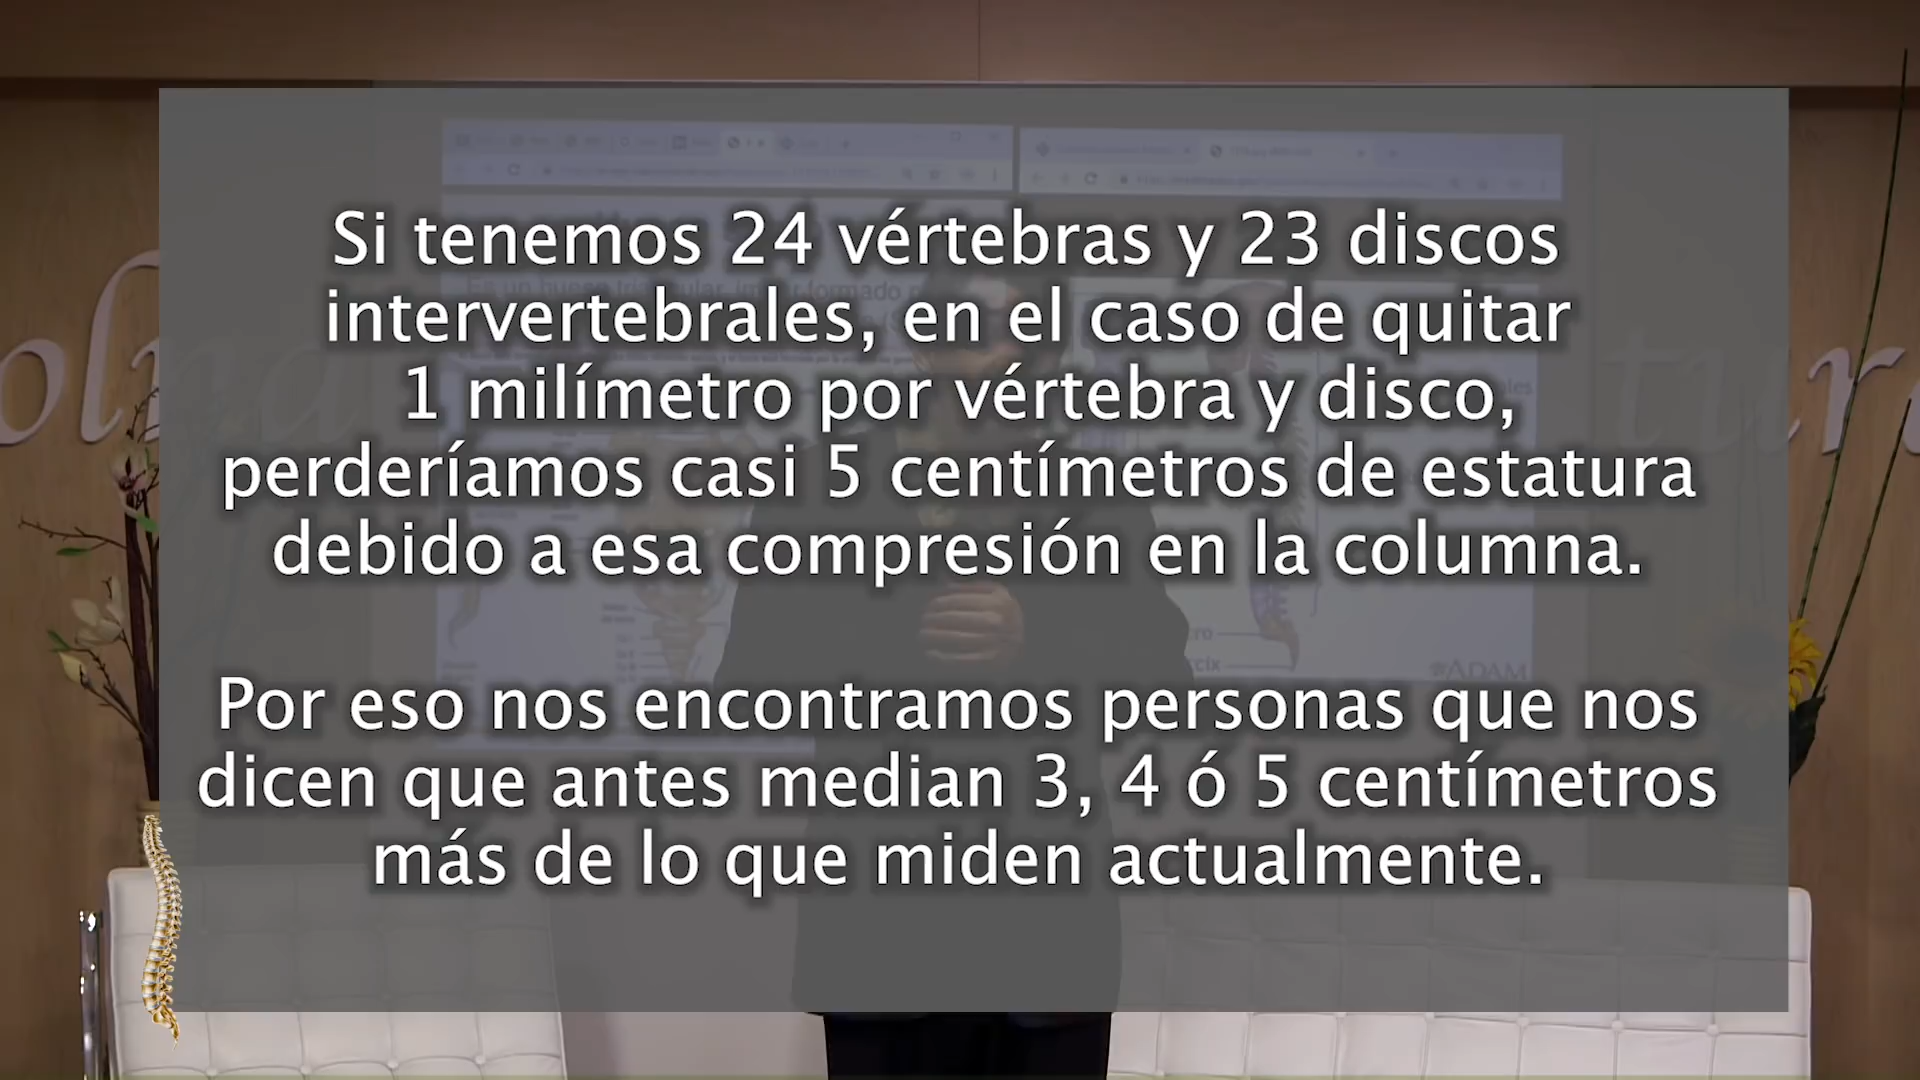 Si tenemos 24 vértebras y 23 discos
intervertebrales, en el caso de quitar
1 milímetro por vértebra y disco,
perderíamos casi 5 centímetros de estatura
debido a esa compresión en la columna.
Por eso nos encontramos personas que nos
dicen que antes median 3, 4 ó 5 centímetros
más de lo que miden actualmente.
ADAM